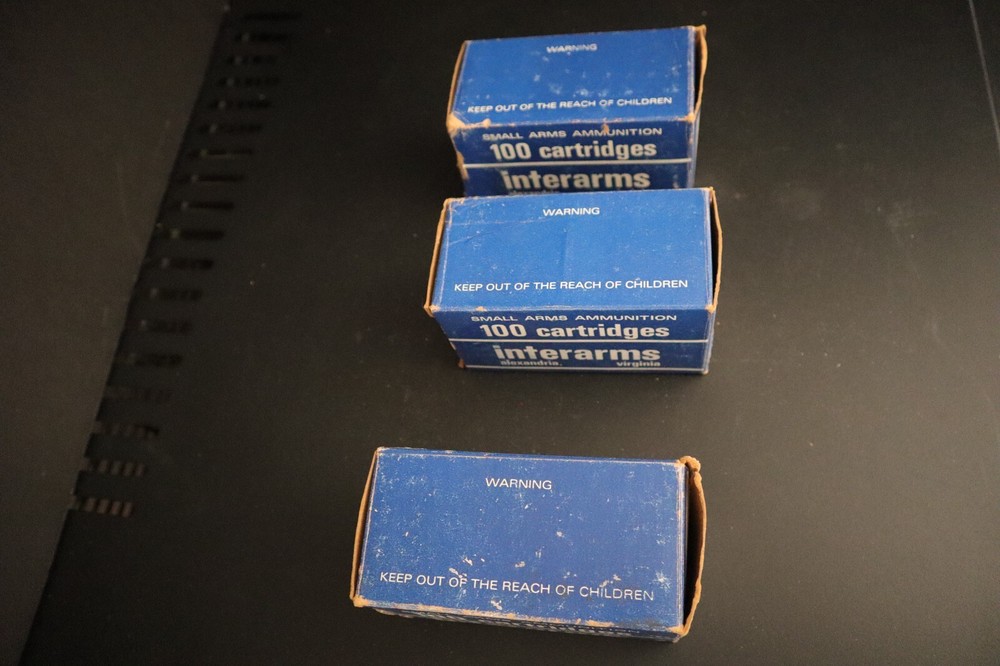 WARNING
KEEP OUT OF THE REACH OF CHILDREN
SMALL ARMS AMMUNITION
100 cartridges
interarms
WARNING
KEEP OUT OF THE REACH OF CHILDREN
SMALL ARMS AMMUNITION
100 cartridges
interarms
alexandria, virginia
WARNING
KEEP OUT OF THE REACH OF CHILDREN